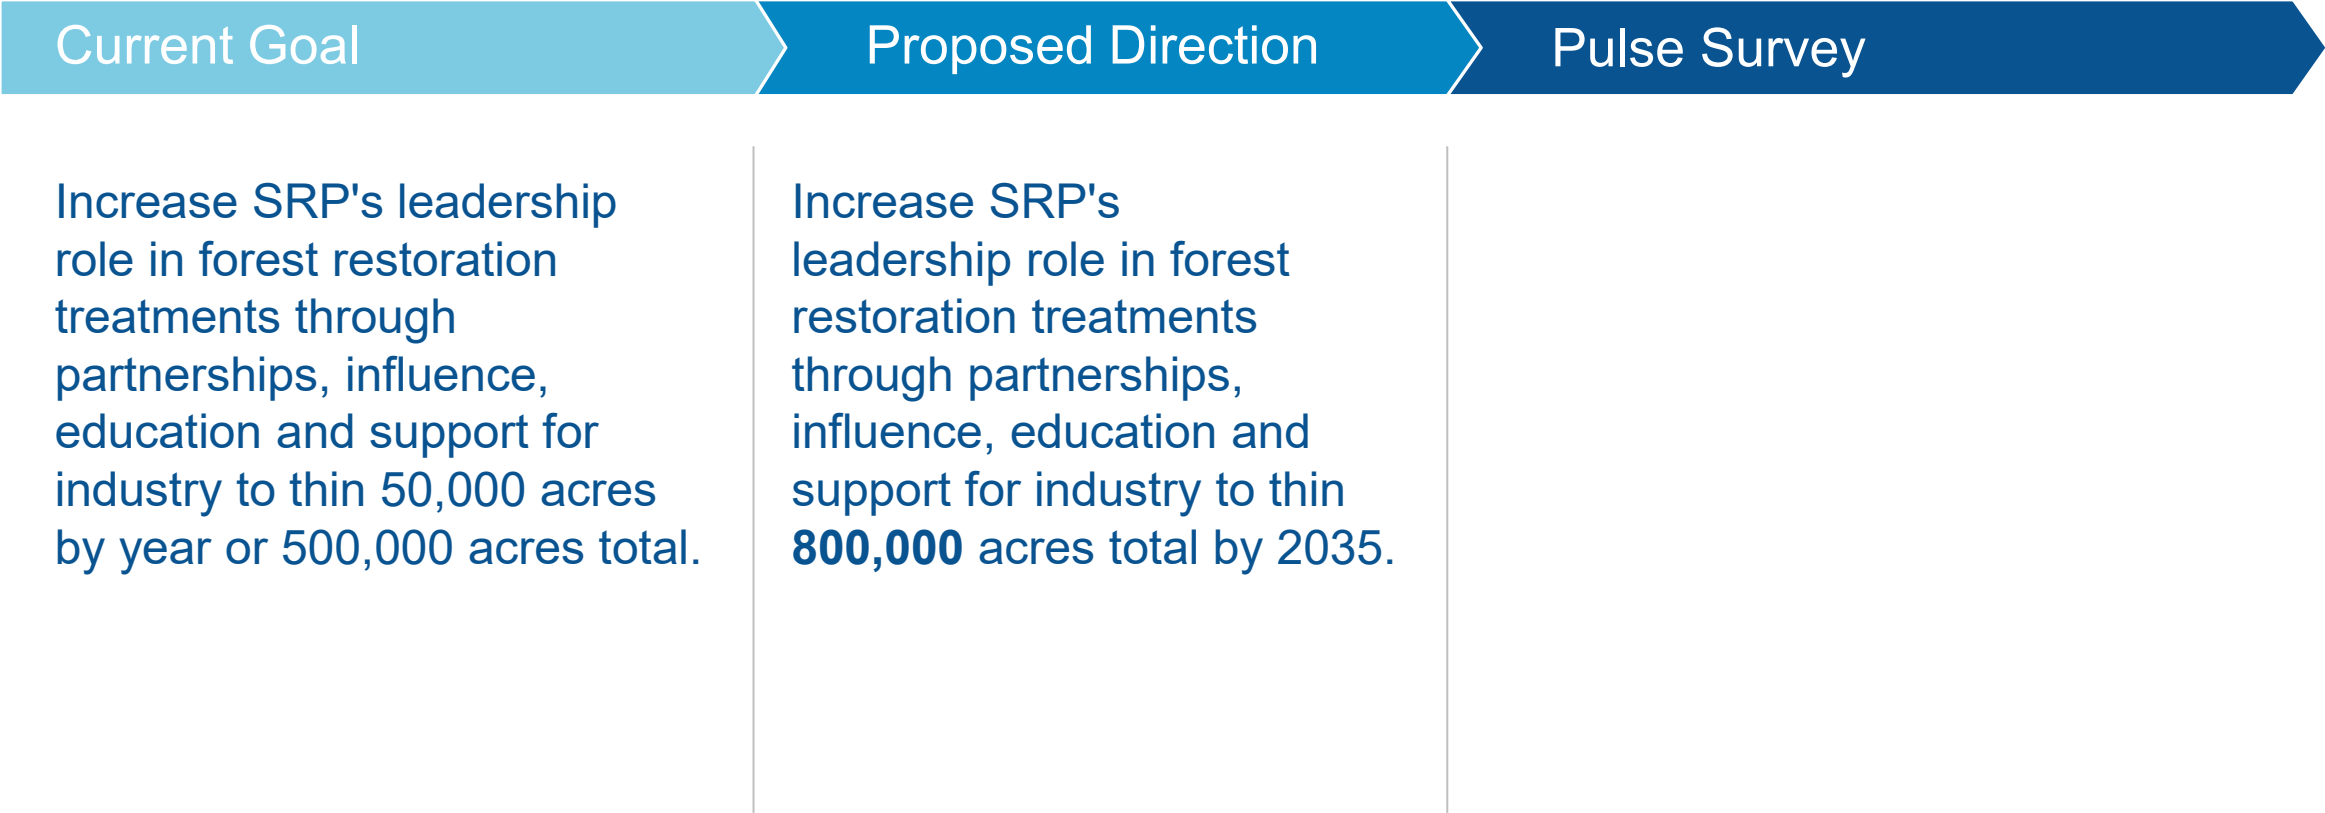 Current Goal
Proposed Direction
Pulse Survey
Increase SRP's leadership
role in forest restoration
treatments through
partnerships, influence,
education and support for
industry to thin 50,000 acres
by year or 500,000 acres total.
Increase SRP's
leadership role in forest
restoration treatments
through partnerships,
influence, education and
support for industry to thin
800,000 acres total by 2035.